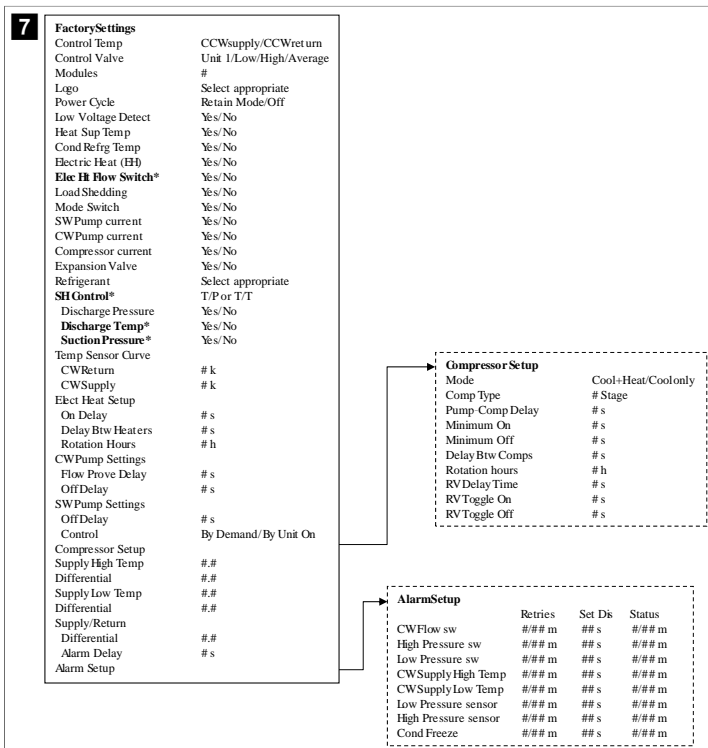 7
FactorySettings
Control Temp CCWsupply/CCWreturn
Control Valve Unit 1/Low/High/Average
Modules #
Logo Select appropriate
Power Cycle Retain Mode/Off
Low Voltage Detect Yes/No
Heat Sup Temp Yes/No
Cond Refrg Temp Yes/No
Electric Heat (EH) Yes/No
Elec Ht Flow Switch* Yes/No
Load Shedding Yes/No
Mode Switch Yes/No
SWPump current Yes/No
CWPump current Yes/No
Compressor current Yes/No
Expansion Valve Yes/No
Refrigerant Select appropriate
SH Control* T/P or T/T
Discharge Pressure Yes/No
Discharge Temp* Yes/No
Suction Pressure* Yes/No
Temp Sensor Curve
CWReturn # k
CWSupply # k
Elect Heat Setup
On Delay # s
Delay Btw Heaters # s
Rotation Hours # h
CWPump Settings
Flow Prove Delay # s
Off Delay # s
SWPump Settings
Off Delay # s
Control By Demand/By Unit On
Compressor Setup
Supply High Temp #.#
Differential #.#
Supply Low Temp #.#
Differential #.#
Supply/Return
Differential #.#
Alarm Delay # s
Alarm Setup
Compressor Setup
Mode Cool+Heat/Coolonly
Comp Type # Stage
Pump-Comp Delay # s
Minimum On # s
Minimum Off # s
Delay Btw Comps # s
Rotation hours # h
RV Delay Time # s
RV Toggle On # s
RV Toggle Off # s
AlarmSetup
Retries Set Dis Status
CWFlow sw #/## m ## s #/## m
High Pressure sw #/## m ## s #/## m
Low Pressure sw #/## m ## s #/## m
CWSupply High Temp #/## m ## s #/## m
CWSupply Low Temp #/## m ## s #/## m
Low Pressure sensor #/## m ## s #/## m
High Pressure sensor #/## m ## s #/## m
Cond Freeze #/## m ## s #/## m